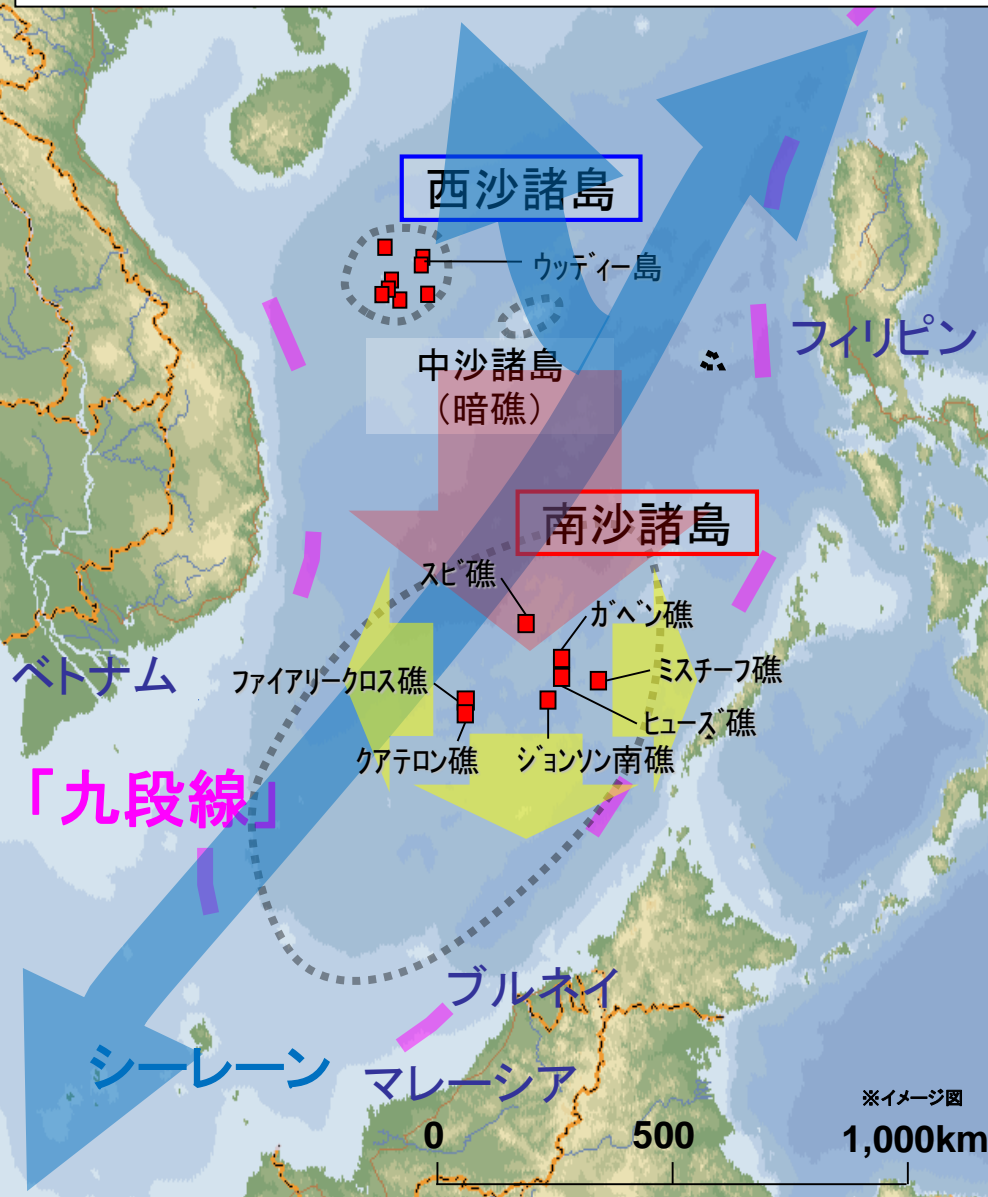 西沙諸島
ウッディー島
フィリピン
中沙諸島
（暗礁）
南沙諸島
スビ礁
ガベン礁
ファイアリークロス礁
ミスチーフ礁
ベトナム
ヒューズ礁
クアテロン礁
ジョンソン南礁
「九段線」
ブルネイ
シーレーン
マレーシア
※イメージ図
0 500 1,000km